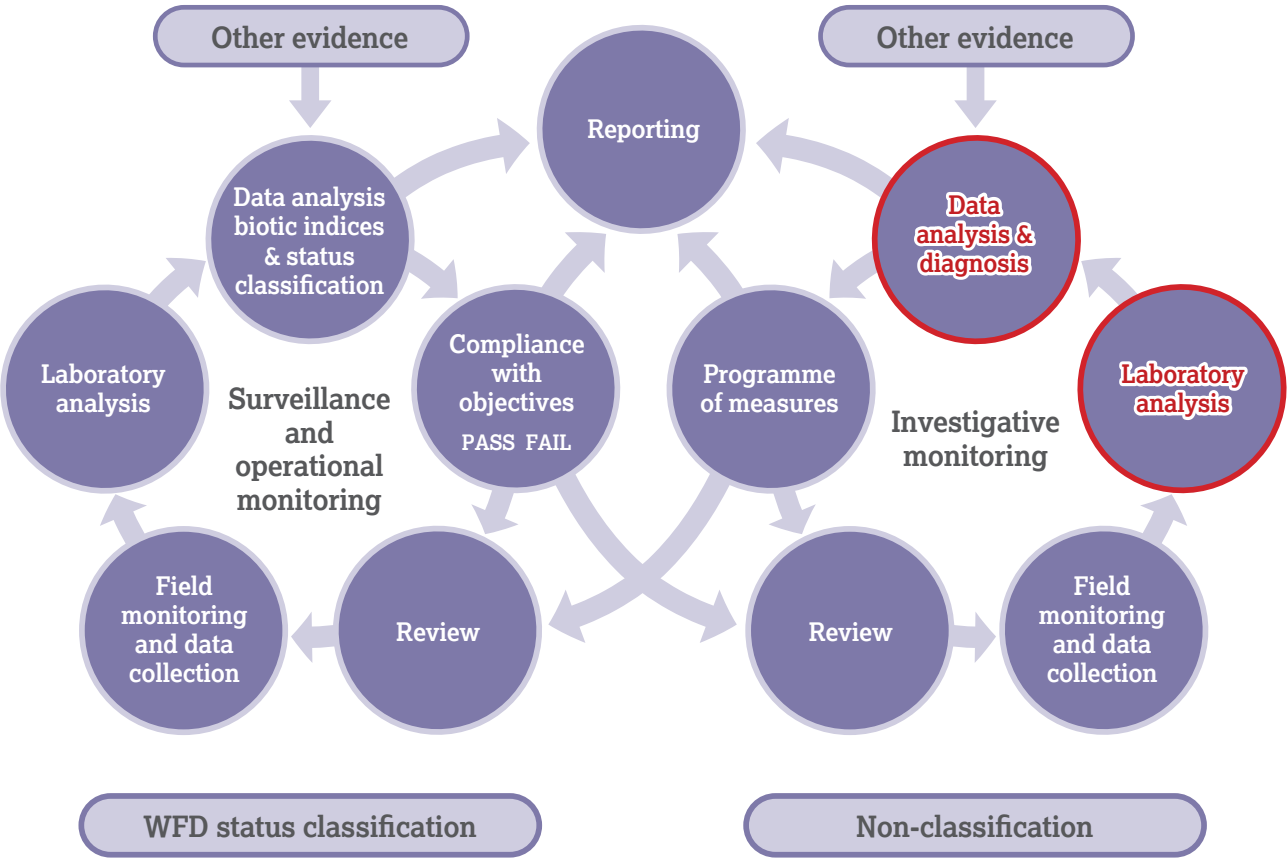 Other evidence
Other evidence
Reporting
Data analysis
biotic indices
& status
classification
Data
analysis &
diagnosis
Laboratory
analysis
Surveillance
and
operational
monitoring
Compliance
with
objectives
PASS FAIL
Programme
of measures
Investigative
monitoring
Laboratory
analysis
Field
monitoring
and data
collection
Review
Review
Field
monitoring
and data
collection
WFD status classification
Non-classification